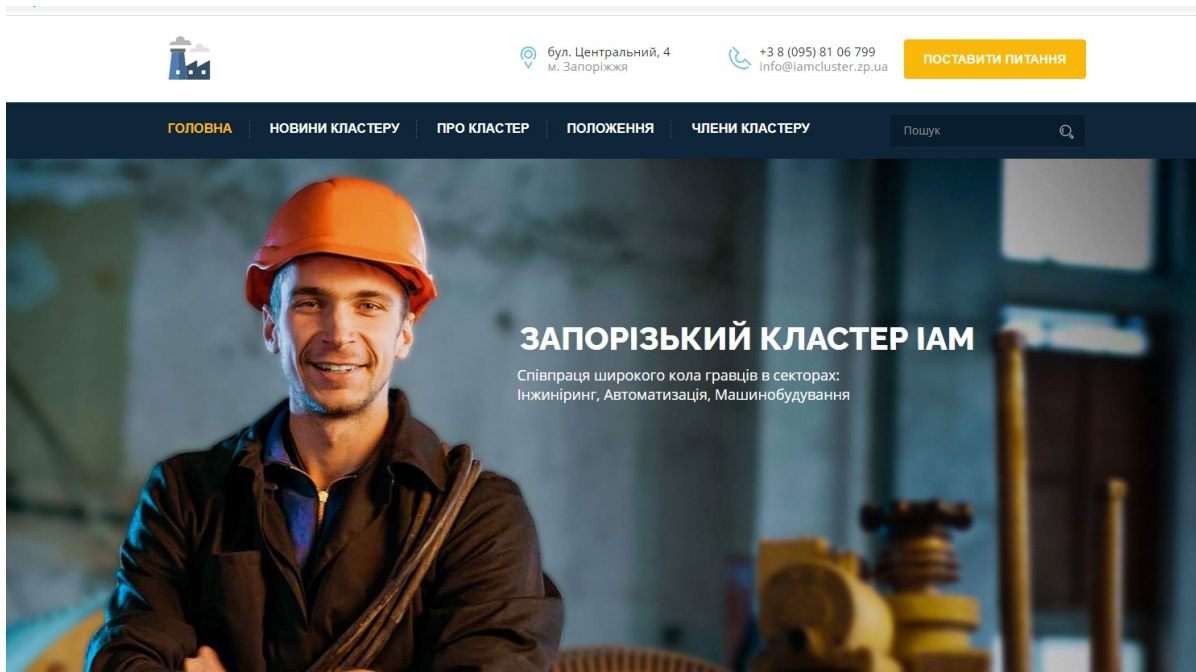 бул. Центральний, 4
м. Запоріжжя
+3 8 (095) 81 06 799
info@iamcluster.zp.ua
ПОСТАВИТИ ПИТАННЯ
ГОЛОВНА
НОВИНИ КЛАСТЕРУ
ПРО КЛАСТЕР
ПОЛОЖЕННЯ
ЧЛЕНИ КЛАСТЕРУ
Пошук
ЗАПОРІЗЬКИЙ КЛАСТЕР ІАМ
Співпраця широкого кола гравців в секторах:
Інжиніринг, Автоматизація, Машинобудування